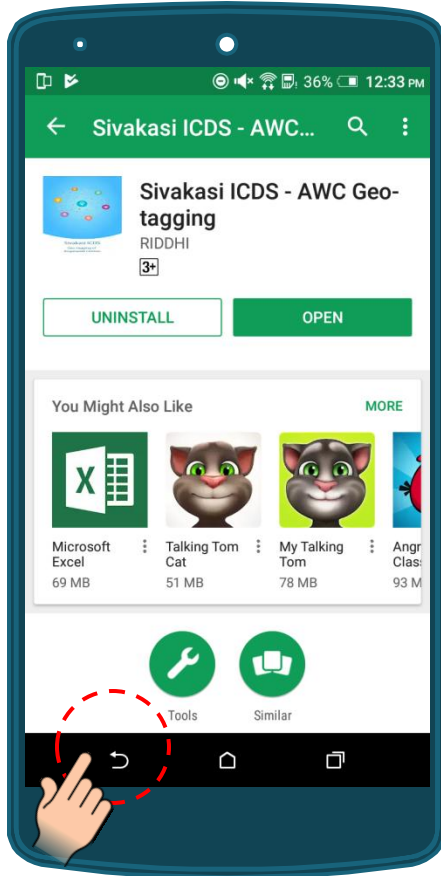 36% 12:33 PM
Sivakasi ICDS - AWC...
Sivakasi ICDS - AWC Geo-
tagging
RIDDHI
3+
UNINSTALL OPEN
You Might Also Like MORE
Microsoft Excel
69 MB
Talking Tom Cat
51 MB
My Talking Tom
78 MB
Angr
Clas
93 M
Tools Similar